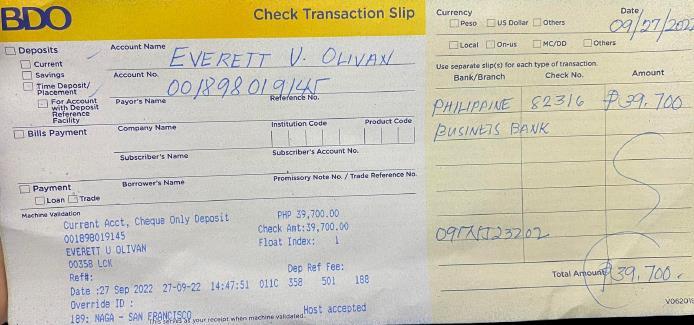 BDO
Check Transaction Slip
Currency
Peso US Dollar Others
Date
09/27/2022
Local On-us MC/DD Others
Deposits
Current
Savings
Time Deposit/
Placement
For Account
with Deposit
Reference
Facility
Account Name
EVERETT U. OLIVAN
Account No.
001898019145
Payor's Name
Reference No.
Bills Payment
Company Name
Institution Code
Product Code
Subscriber's Name
Subscriber's Account No.
Payment
Loan Trade
Borrower's Name
Promissory Note No. / Trade Reference No.
Use separate slip(s) for each type of transaction.
Bank/Branch Check No. Amount
PHILIPPINE 82316 ₱39,700
BUSINESS BANK
Total Amount ₱39,700.
Machine Validation
Current Acct, Cheque Only Deposit PHP 39,700.00
001898019145 Check Amt:39,700.00
EVERETT U OLIVAN Float Index: 1
00358 LCK
Ref#: Dep Ref Fee:
Date :27 Sep 2022 27-09-22 14:47:51 011C 358 501 188
Override ID :
189: NAGA - SAN FRANCISCO Host accepted
This serves as your receipt when machine validated.